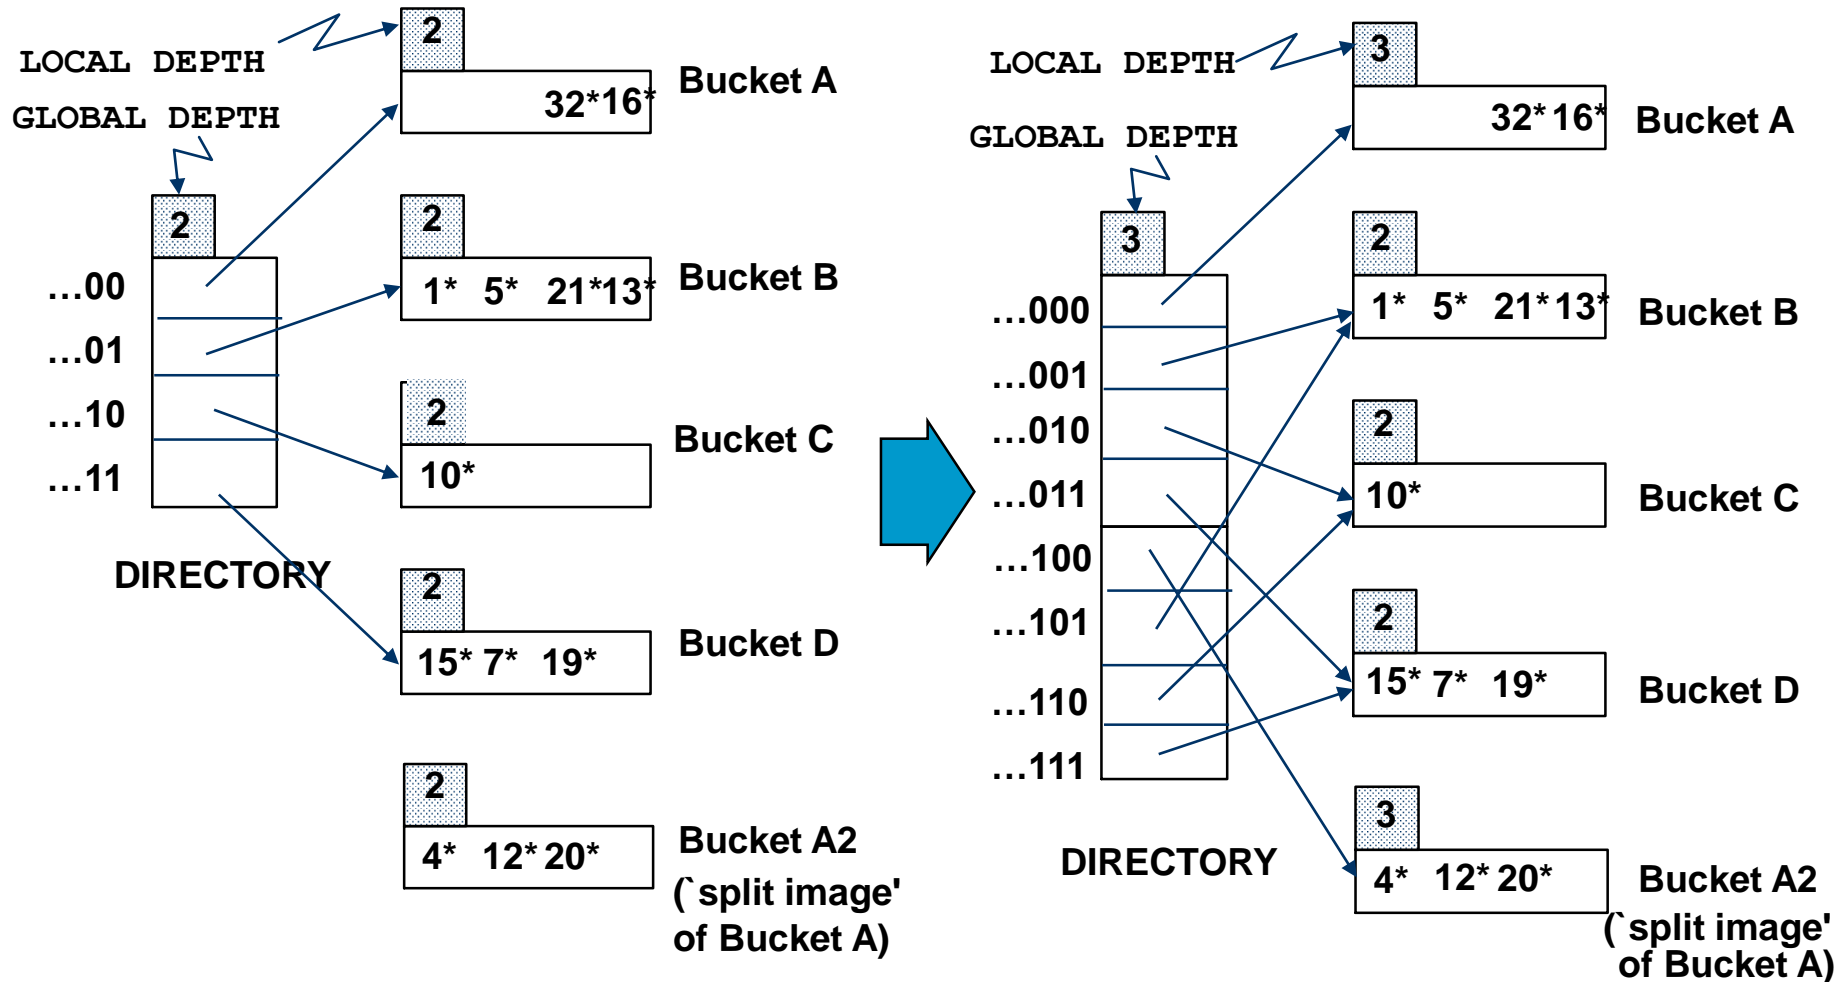 LOCAL DEPTH
GLOBAL DEPTH
2
32* 16*
Bucket A
2
...00
...01
...10
...11
DIRECTORY
2
1* 5* 21* 13*
Bucket B
2
10*
Bucket C
2
15* 7* 19*
Bucket D
2
4* 12* 20*
Bucket A2
(`split image'
of Bucket A)
LOCAL DEPTH
GLOBAL DEPTH
3
32* 16*
Bucket A
3
...000
...001
...010
...011
...100
...101
...110
...111
DIRECTORY
2
1* 5* 21* 13*
Bucket B
2
10*
Bucket C
2
15* 7* 19*
Bucket D
3
4* 12* 20*
Bucket A2
(`split image'
of Bucket A)